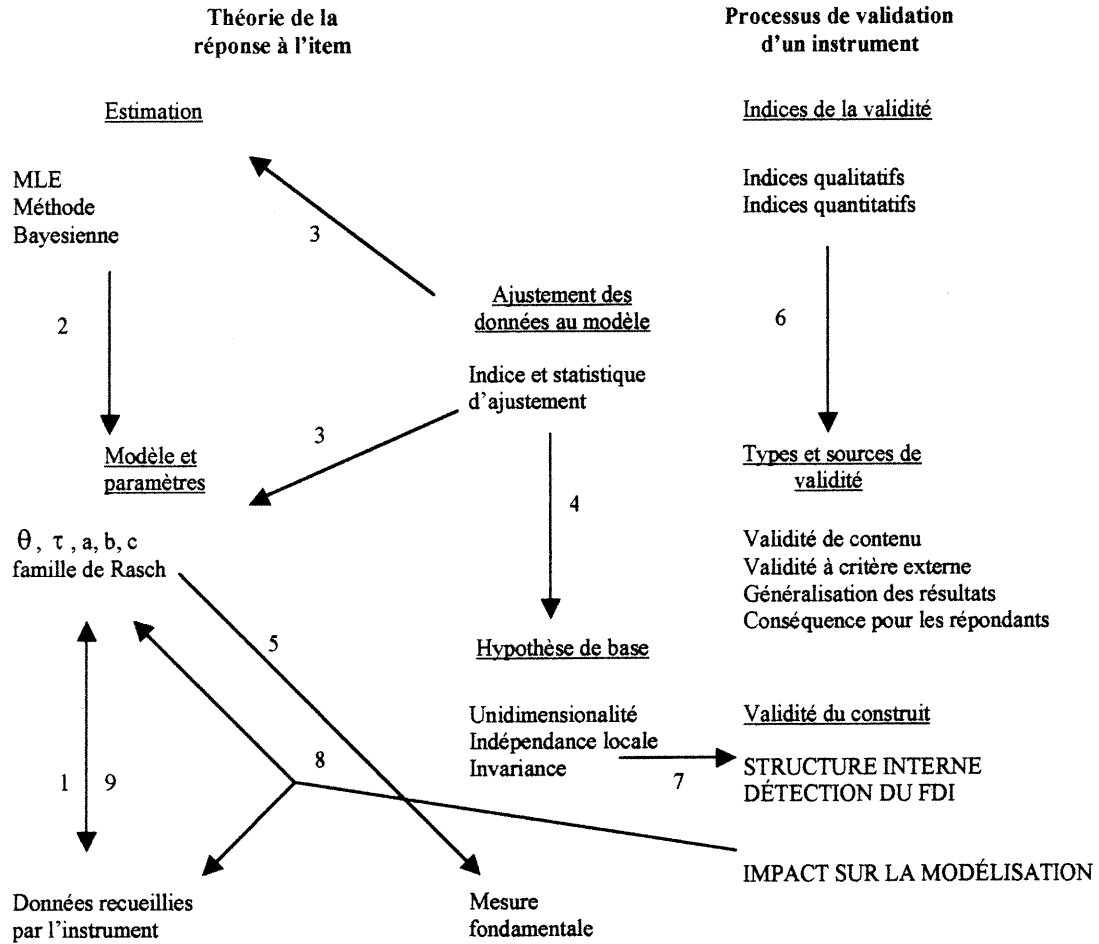 Théorie de la
réponse à l'item
Processus de validation
d'un instrument
Estimation
MLE
Méthode
Bayesienne
2
3
Ajustement des
données au modèle
Indice et statistique
d'ajustement
3
4
Modèle et
paramètres
θ, τ, a, b, c
famille de Rasch
5
1
9
8
Hypothèse de base
Unidimensionalité
Indépendance locale
Invariance
7
Données recueillies
par l'instrument
Mesure
fondamentale
Indices de la validité
Indices qualitatifs
Indices quantitatifs
6
Types et sources de
validité
Validité de contenu
Validité à critère externe
Généralisation des résultats
Conséquence pour les répondants
Validité du construit
STRUCTURE INTERNE
DÉTECTION DU FDI
IMPACT SUR LA MODÉLISATION